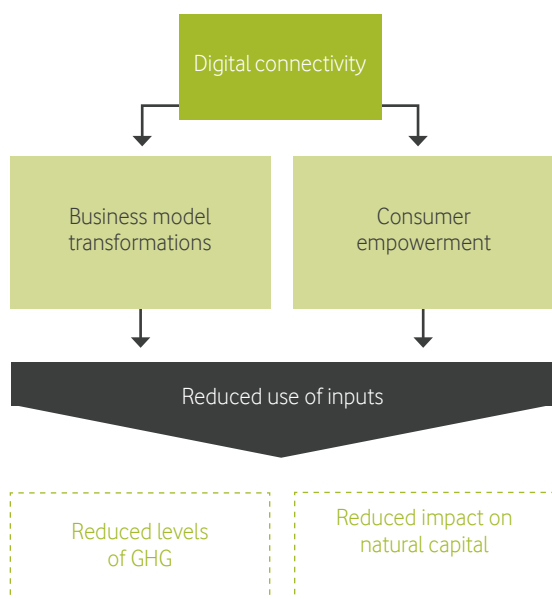 Digital connectivity
Business model
transformations
Consumer
empowerment
Reduced use of inputs
Reduced levels
of GHG
Reduced impact on
natural capital